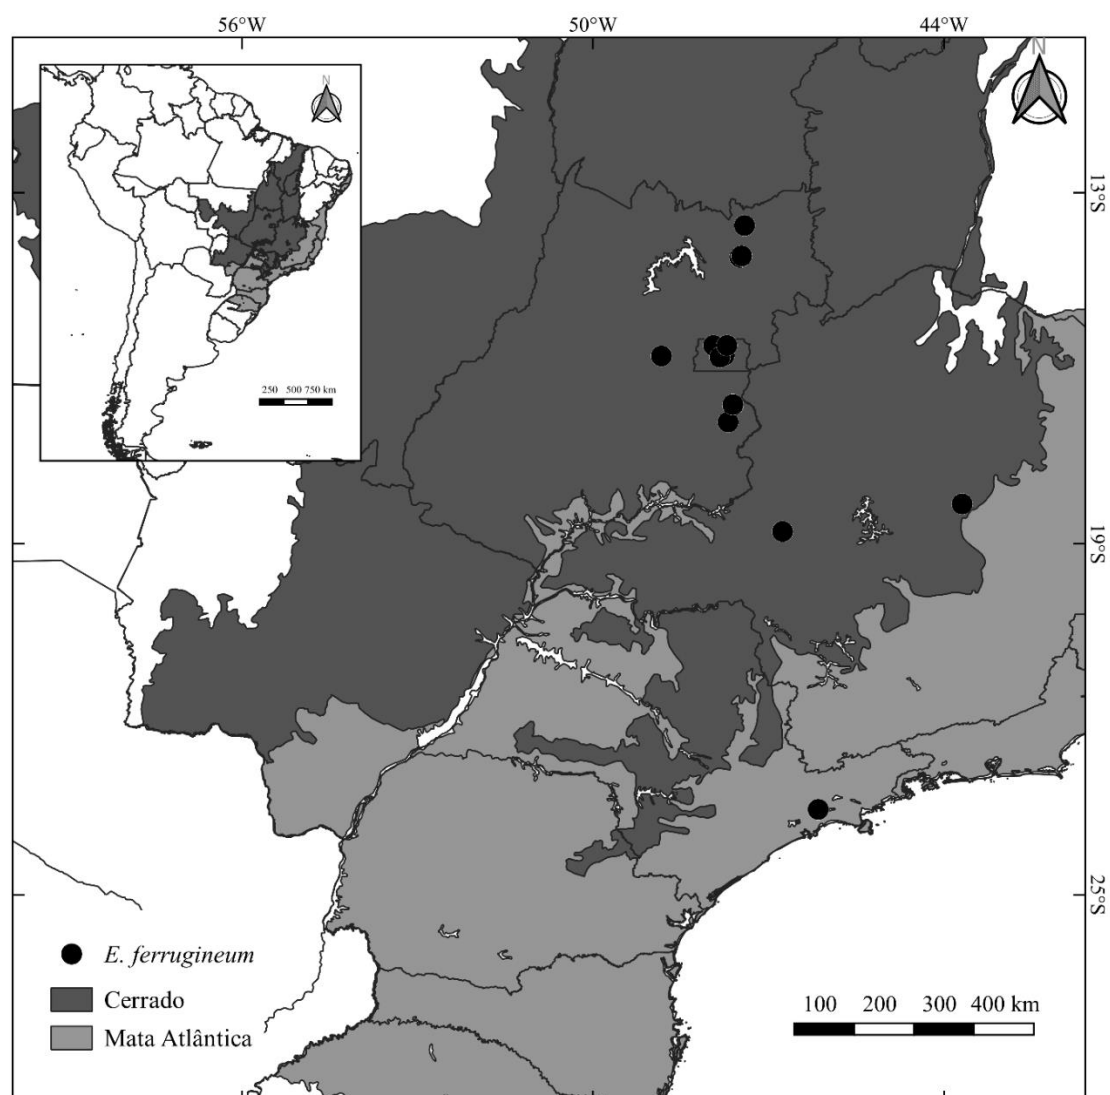 56°W 50°W 44°W
N
N
13°S
250 500 750 km
19°S
25°S
E. ferrugineum
Cerrado
Mata Atlântica
100 200 300 400 km